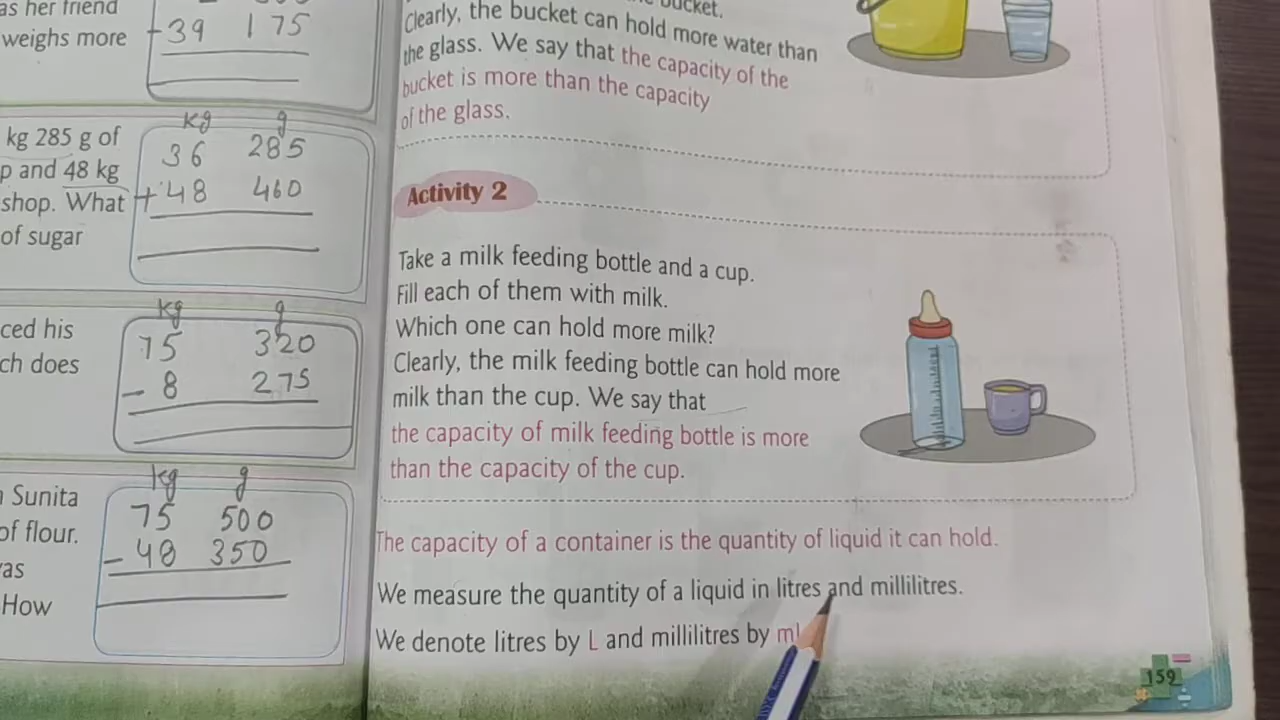 as her friend
weighs more
39 175
kg 285 g of
p and 48 kg
shop. What
of sugar
kg g
36 285
+ 48 460
ced his
ch does
kg g
75 320
- 8 275
Sunita
of flour.
as
How
kg g
75 500
- 48 350
bucket.
Clearly, the bucket can hold more water than
the glass. We say that the capacity of the
bucket is more than the capacity
of the glass.
Activity 2
Take a milk feeding bottle and a cup.
Fill each of them with milk.
Which one can hold more milk?
Clearly, the milk feeding bottle can hold more
milk than the cup. We say that
the capacity of milk feeding bottle is more
than the capacity of the cup.
The capacity of a container is the quantity of liquid it can hold.
We measure the quantity of a liquid in litres and millilitres.
We denote litres by L and millilitres by ml
159